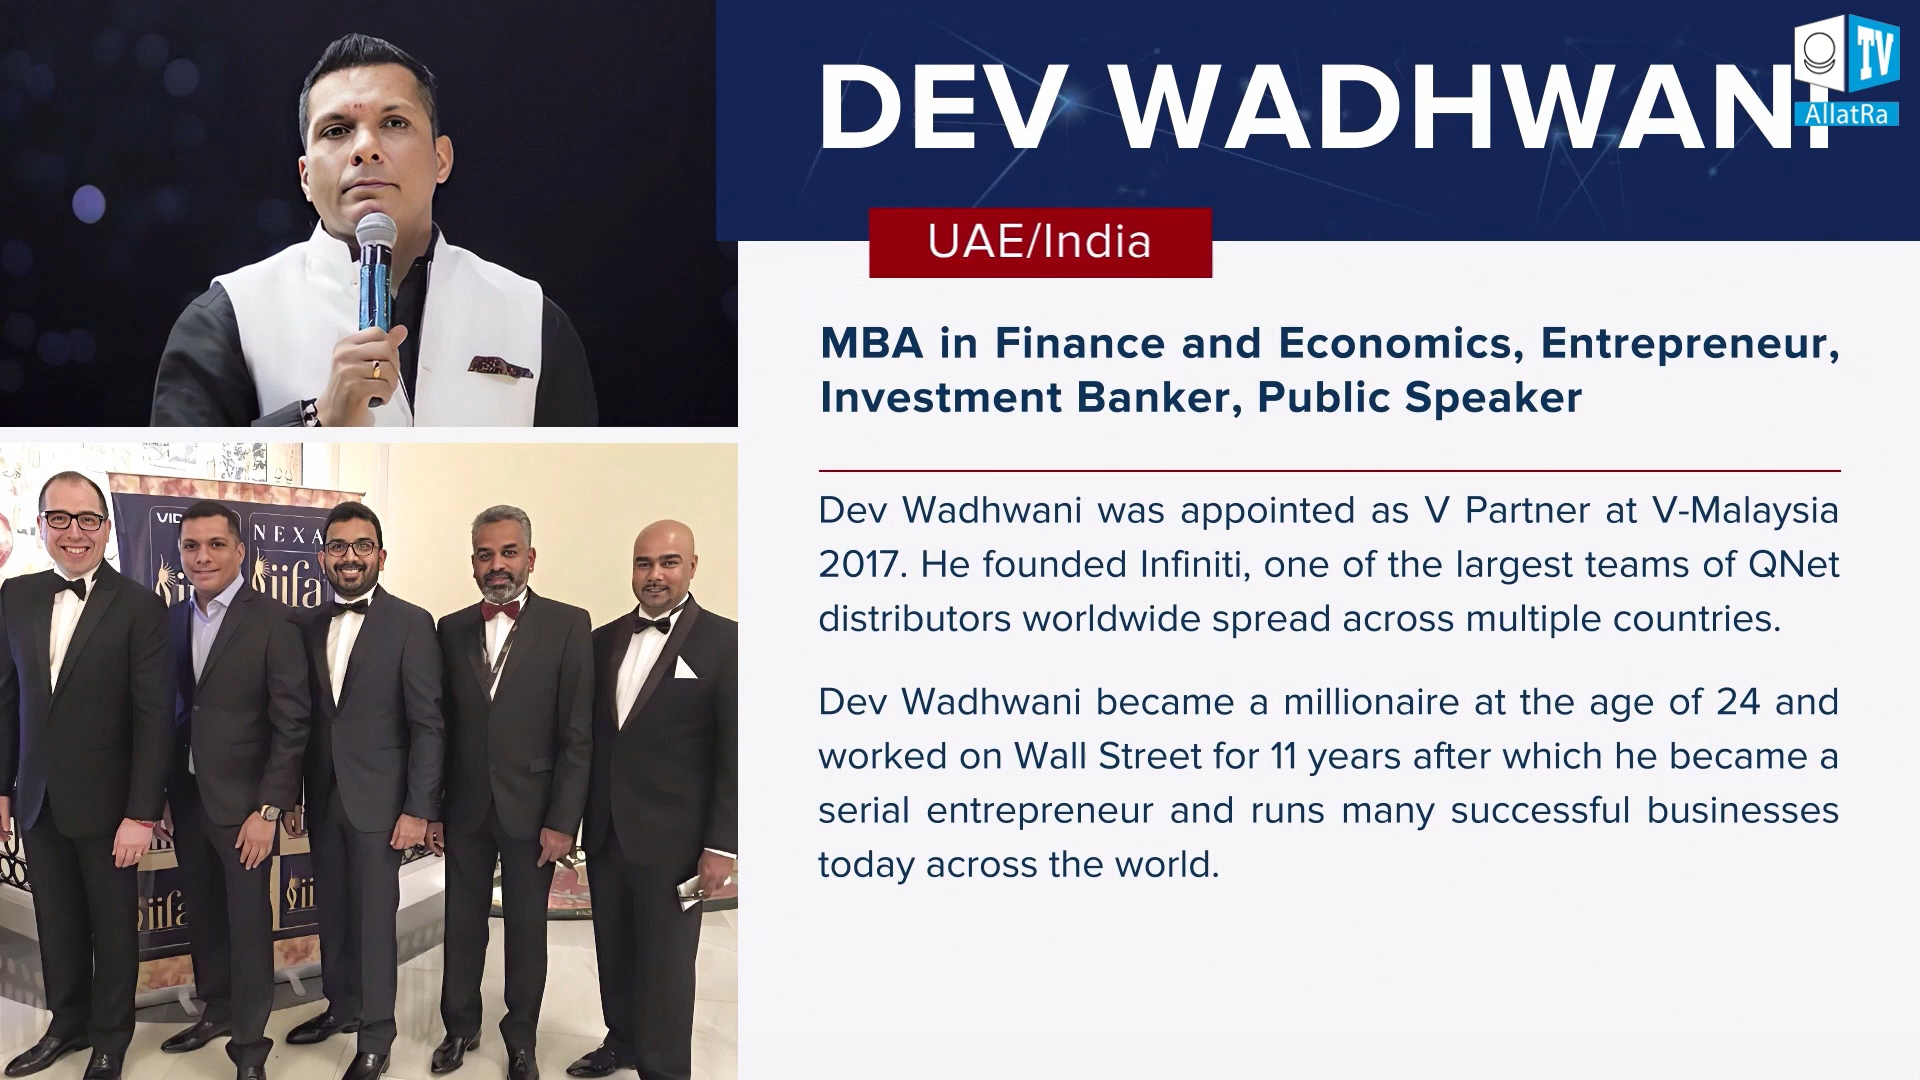 DEV WADHWANI
TV
AllatRa
UAE/India
MBA in Finance and Economics, Entrepreneur,
Investment Banker, Public Speaker
Dev Wadhwani was appointed as V Partner at V-Malaysia
2017. He founded Infiniti, one of the largest teams of QNet
distributors worldwide spread across multiple countries.
Dev Wadhwani became a millionaire at the age of 24 and
worked on Wall Street for 11 years after which he became a
serial entrepreneur and runs many successful businesses
today across the world.
NEXA
iifa
iifa